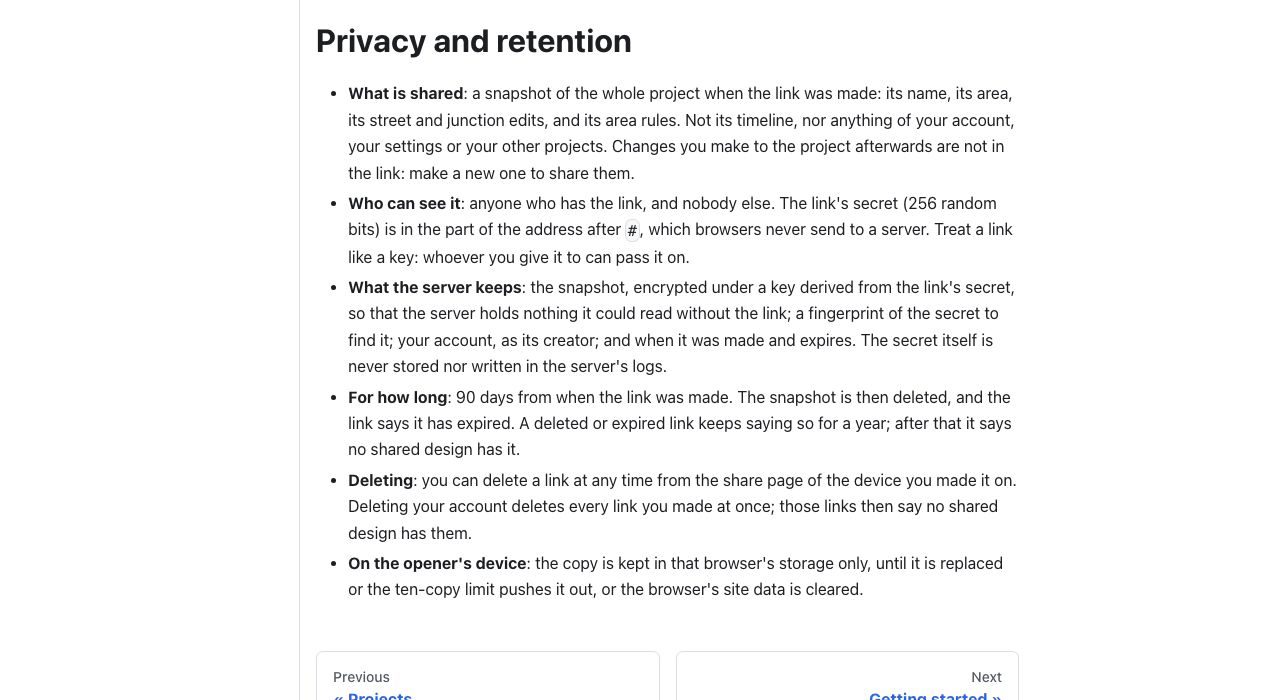 Privacy and retention
What is shared: a snapshot of the whole project when the link was made: its name, its area,
its street and junction edits, and its area rules. Not its timeline, nor anything of your account,
your settings or your other projects. Changes you make to the project afterwards are not in
the link: make a new one to share them.
Who can see it: anyone who has the link, and nobody else. The link's secret (256 random
bits) is in the part of the address after #, which browsers never send to a server. Treat a link
like a key: whoever you give it to can pass it on.
What the server keeps: the snapshot, encrypted under a key derived from the link's secret,
so that the server holds nothing it could read without the link; a fingerprint of the secret to
find it; your account, as its creator; and when it was made and expires. The secret itself is
never stored nor written in the server's logs.
For how long: 90 days from when the link was made. The snapshot is then deleted, and the
link says it has expired. A deleted or expired link keeps saying so for a year; after that it says
no shared design has it.
Deleting: you can delete a link at any time from the share page of the device you made it on.
Deleting your account deletes every link you made at once; those links then say no shared
design has them.
On the opener's device: the copy is kept in that browser's storage only, until it is replaced
or the ten-copy limit pushes it out, or the browser's site data is cleared.
Previous
« Projects
Next
Getting started »